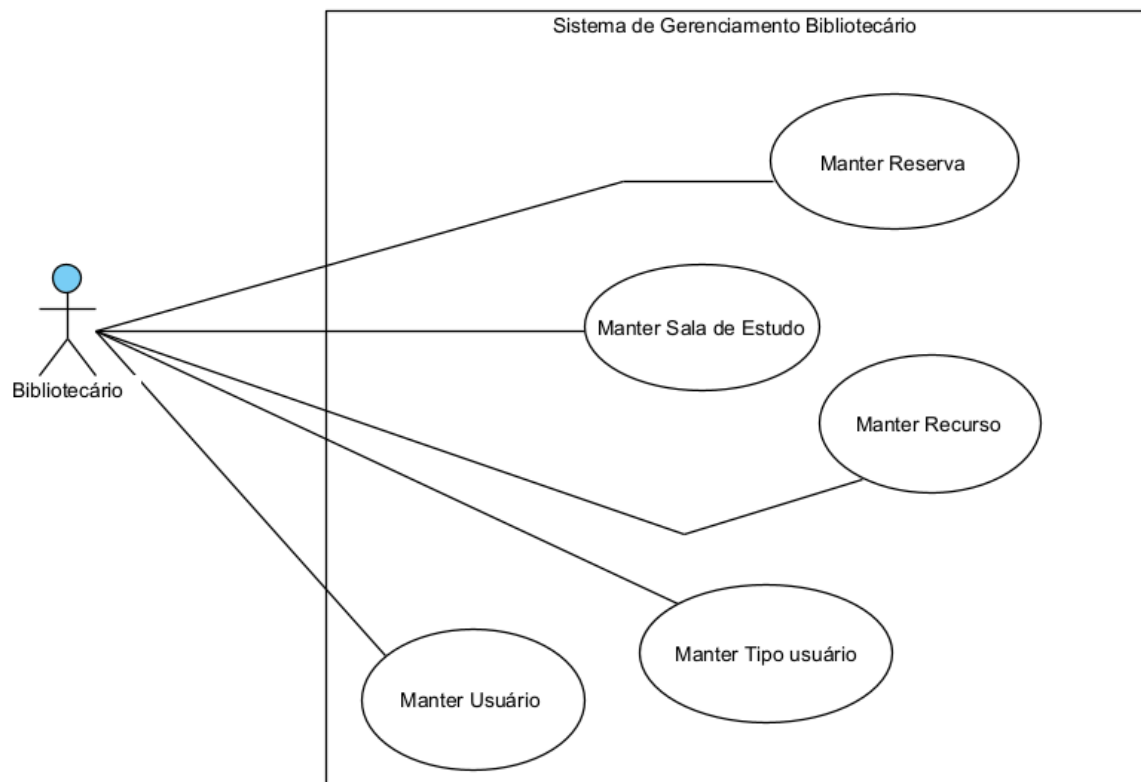 Sistema de Gerenciamento Bibliotecário
Manter Reserva
Manter Sala de Estudo
Bibliotecário
Manter Recurso
Manter Tipo usuário
Manter Usuário